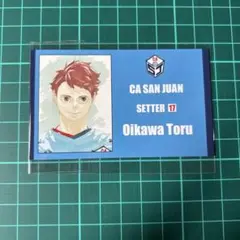 CA SAN JUAN
SETTER 17
Oikawa Toru